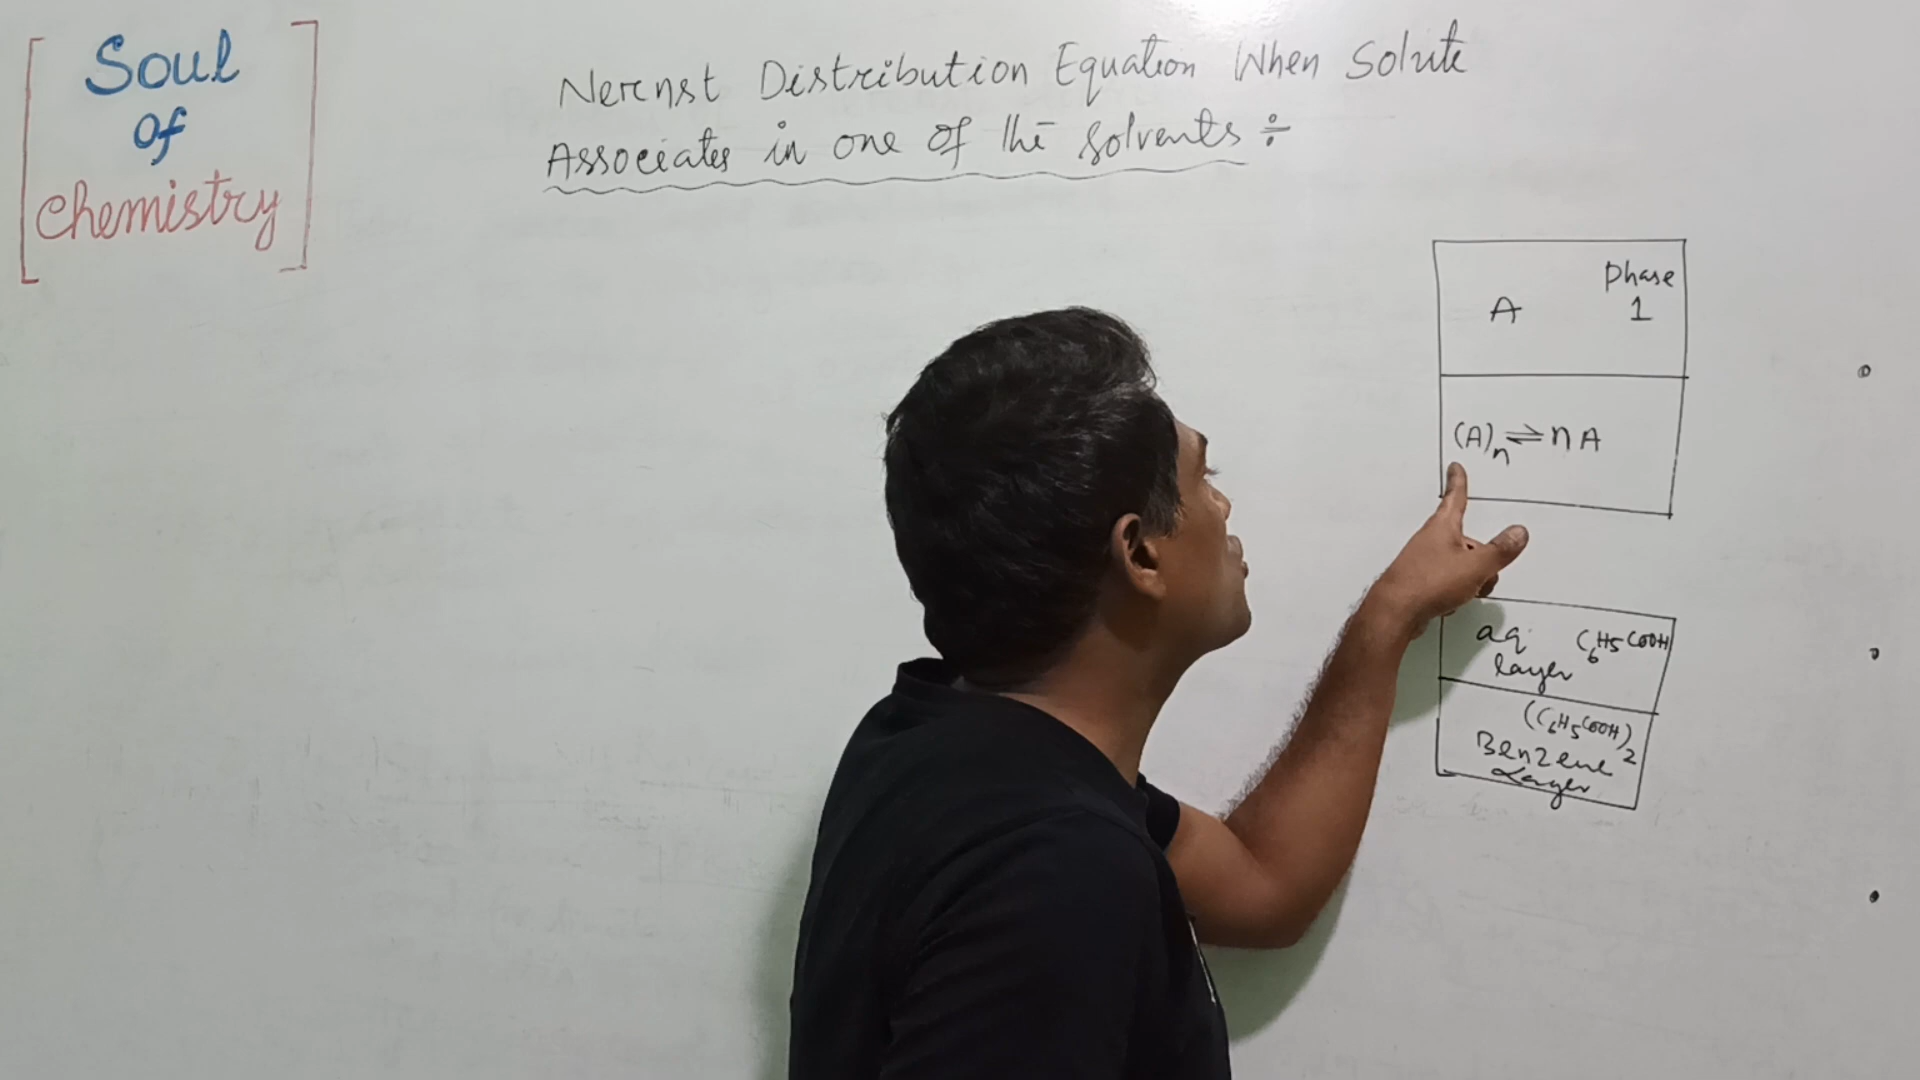 Soul
of
Chemistry
Nernst Distribution Equation When Solute
Associates in one of the Solvents ÷
Phase
A 1
(A)n ⇌ n A
aq C6H5COOH
layer
(C6H5COOH)2
Benzene
Layer